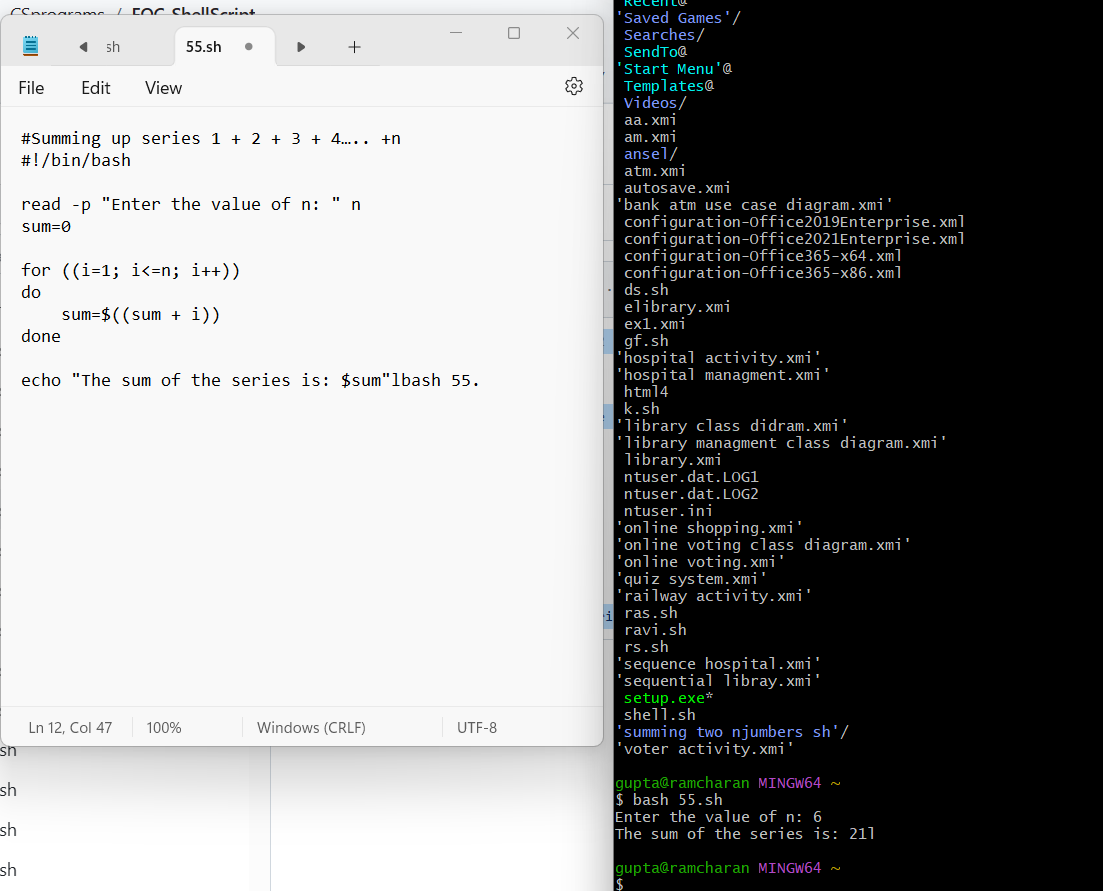 CSprograms / FOC-ShellScript
sh
55.sh
File
Edit
View
#Summing up series 1 + 2 + 3 + 4….. +n
#!/bin/bash
read -p "Enter the value of n: " n
sum=0
for ((i=1; i<=n; i++))
do
sum=$((sum + i))
done
echo "The sum of the series is: $sum"lbash 55.
Ln 12, Col 47
100%
Windows (CRLF)
UTF-8
sh
sh
sh
sh
Recent@
'Saved Games'/
Searches/
SendTo@
'Start Menu'@
Templates@
Videos/
aa.xmi
am.xmi
ansel/
atm.xmi
autosave.xmi
'bank atm use case diagram.xmi'
configuration-Office2019Enterprise.xml
configuration-Office2021Enterprise.xml
configuration-Office365-x64.xml
configuration-Office365-x86.xml
ds.sh
elibrary.xmi
ex1.xmi
gf.sh
'hospital activity.xmi'
'hospital managment.xmi'
html4
k.sh
'library class didram.xmi'
'library managment class diagram.xmi'
library.xmi
ntuser.dat.LOG1
ntuser.dat.LOG2
ntuser.ini
'online shopping.xmi'
'online voting class diagram.xmi'
'online voting.xmi'
'quiz system.xmi'
'railway activity.xmi'
ras.sh
ravi.sh
rs.sh
'sequence hospital.xmi'
'sequential libray.xmi'
setup.exe*
shell.sh
'summing two njumbers sh'/
'voter activity.xmi'
gupta@ramcharan MINGW64 ~
$ bash 55.sh
Enter the value of n: 6
The sum of the series is: 21l
gupta@ramcharan MINGW64 ~
$